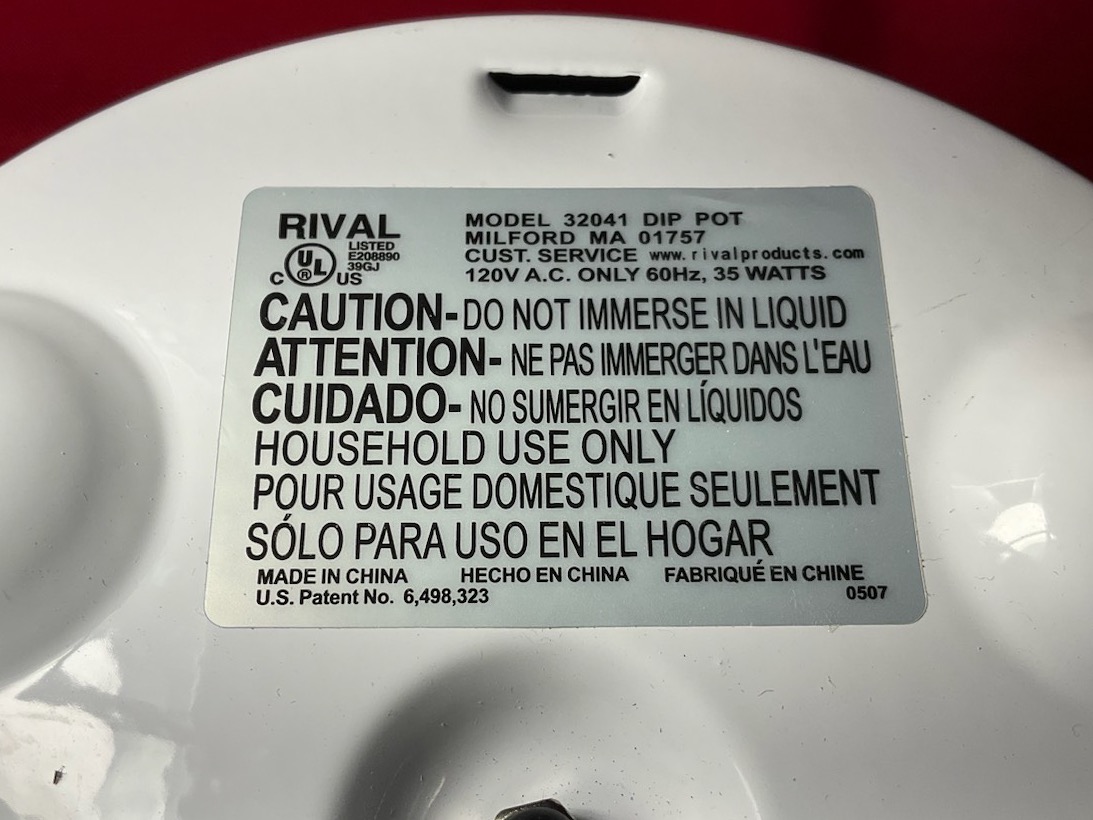 RIVAL
MODEL 32041 DIP POT
MILFORD MA 01757
CUST. SERVICE www.rivalproducts.com
120V A.C. ONLY 60Hz, 35 WATTS
C UL ® US
LISTED
E208890
39GJ
CAUTION- DO NOT IMMERSE IN LIQUID
ATTENTION- NE PAS IMMERGER DANS L'EAU
CUIDADO- NO SUMERGIR EN LÍQUIDOS
HOUSEHOLD USE ONLY
POUR USAGE DOMESTIQUE SEULEMENT
SÓLO PARA USO EN EL HOGAR
MADE IN CHINA HECHO EN CHINA FABRIQUÉ EN CHINE
U.S. Patent No. 6,498,323 0507